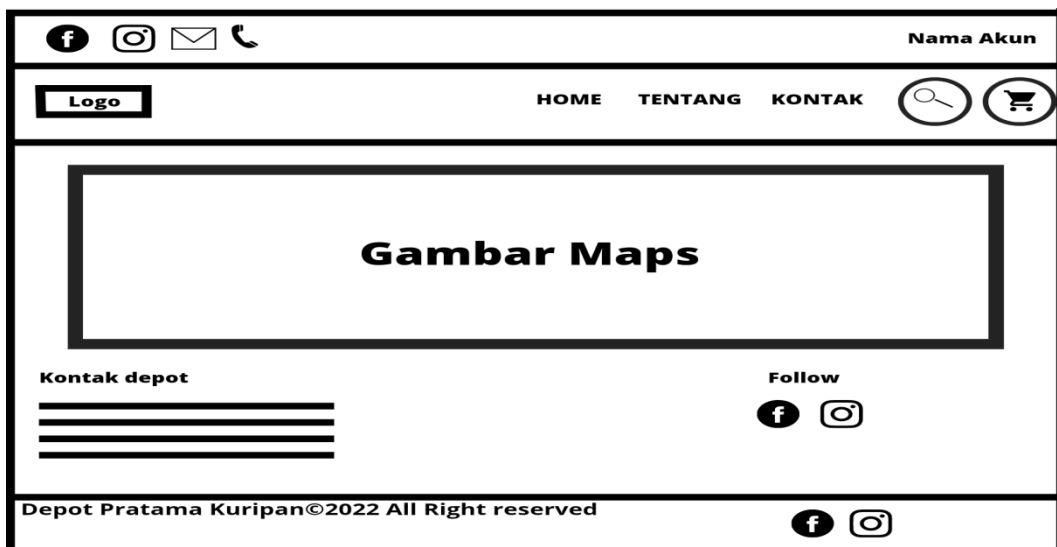 Nama Akun
Logo
HOME TENTANG KONTAK
Gambar Maps
Kontak depot
Follow
Depot Pratama Kuripan©2022 All Right reserved